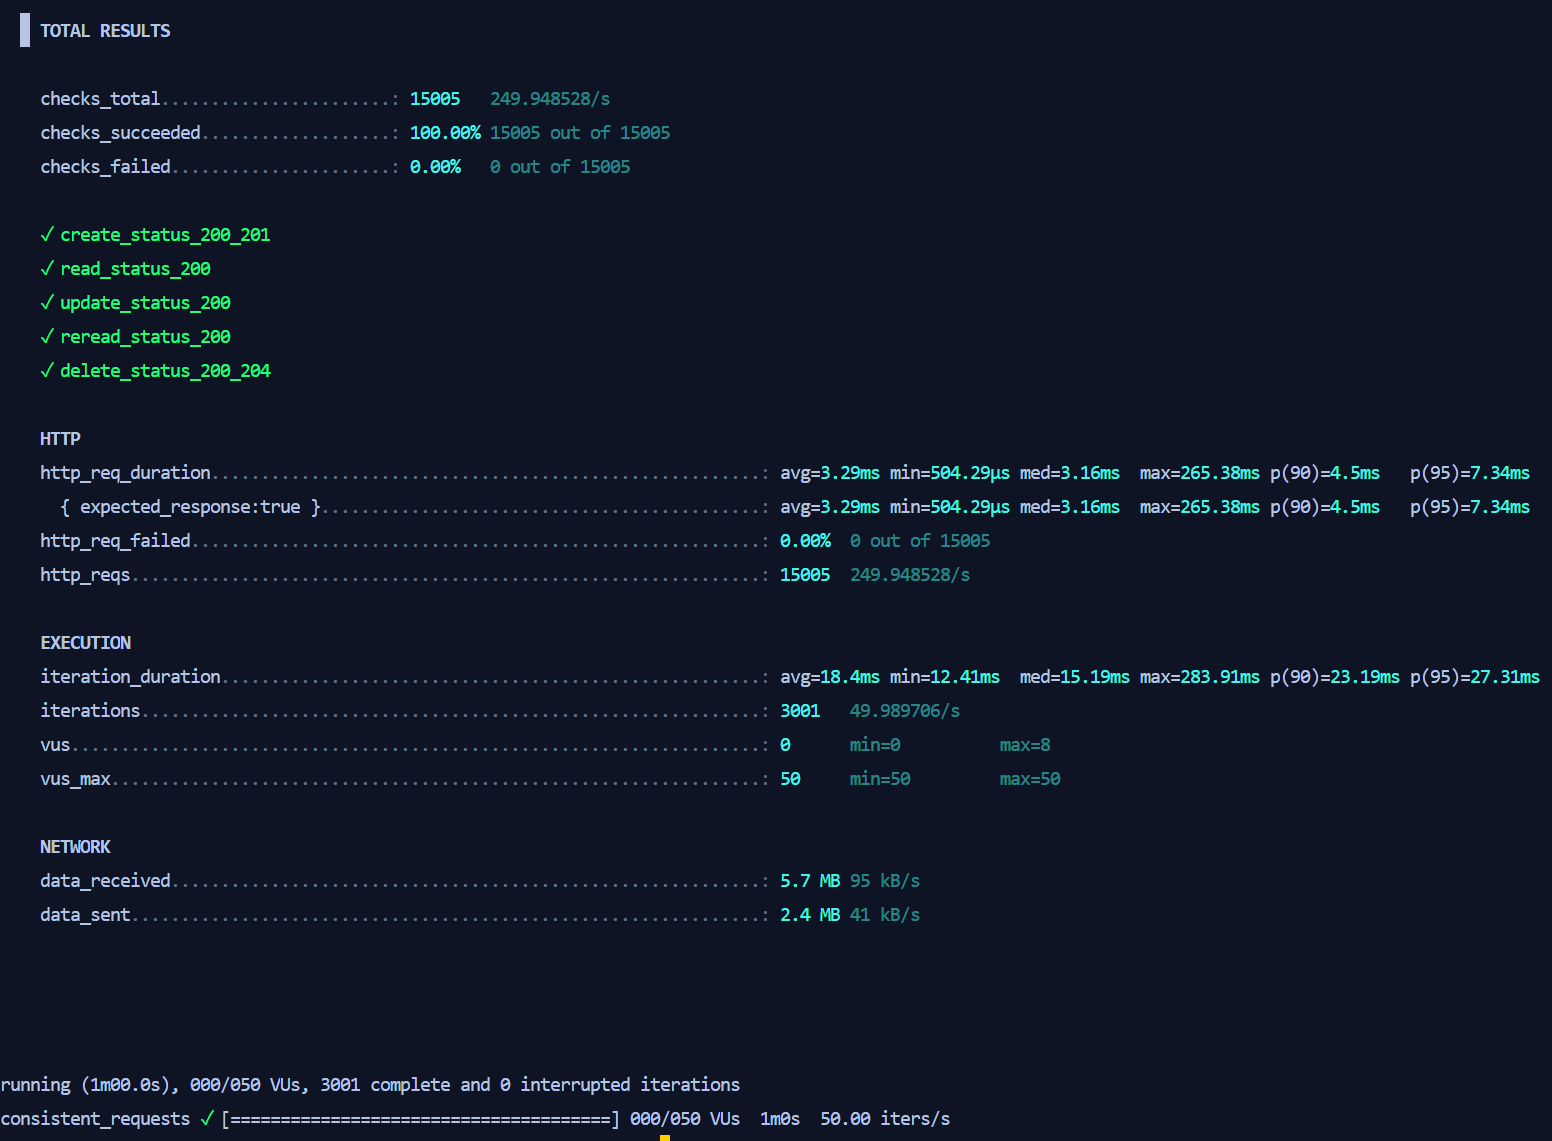 TOTAL RESULTS
checks_total.......................: 15005 249.948528/s
checks_succeeded...................: 100.00% 15005 out of 15005
checks_failed......................: 0.00% 0 out of 15005
✓ create_status_200_201
✓ read_status_200
✓ update_status_200
✓ reread_status_200
✓ delete_status_200_204
HTTP
http_req_duration.......................................................: avg=3.29ms min=504.29µs med=3.16ms max=265.38ms p(90)=4.5ms p(95)=7.34ms
{ expected_response:true }............................................: avg=3.29ms min=504.29µs med=3.16ms max=265.38ms p(90)=4.5ms p(95)=7.34ms
http_req_failed.........................................................: 0.00% 0 out of 15005
http_reqs...............................................................: 15005 249.948528/s
EXECUTION
iteration_duration......................................................: avg=18.4ms min=12.41ms med=15.19ms max=283.91ms p(90)=23.19ms p(95)=27.31ms
iterations..............................................................: 3001 49.989706/s
vus.....................................................................: 0 min=0 max=8
vus_max.................................................................: 50 min=50 max=50
NETWORK
data_received...........................................................: 5.7 MB 95 kB/s
data_sent...............................................................: 2.4 MB 41 kB/s
running (1m00.0s), 000/050 VUs, 3001 complete and 0 interrupted iterations
consistent_requests ✓ [======================================] 000/050 VUs 1m0s 50.00 iters/s